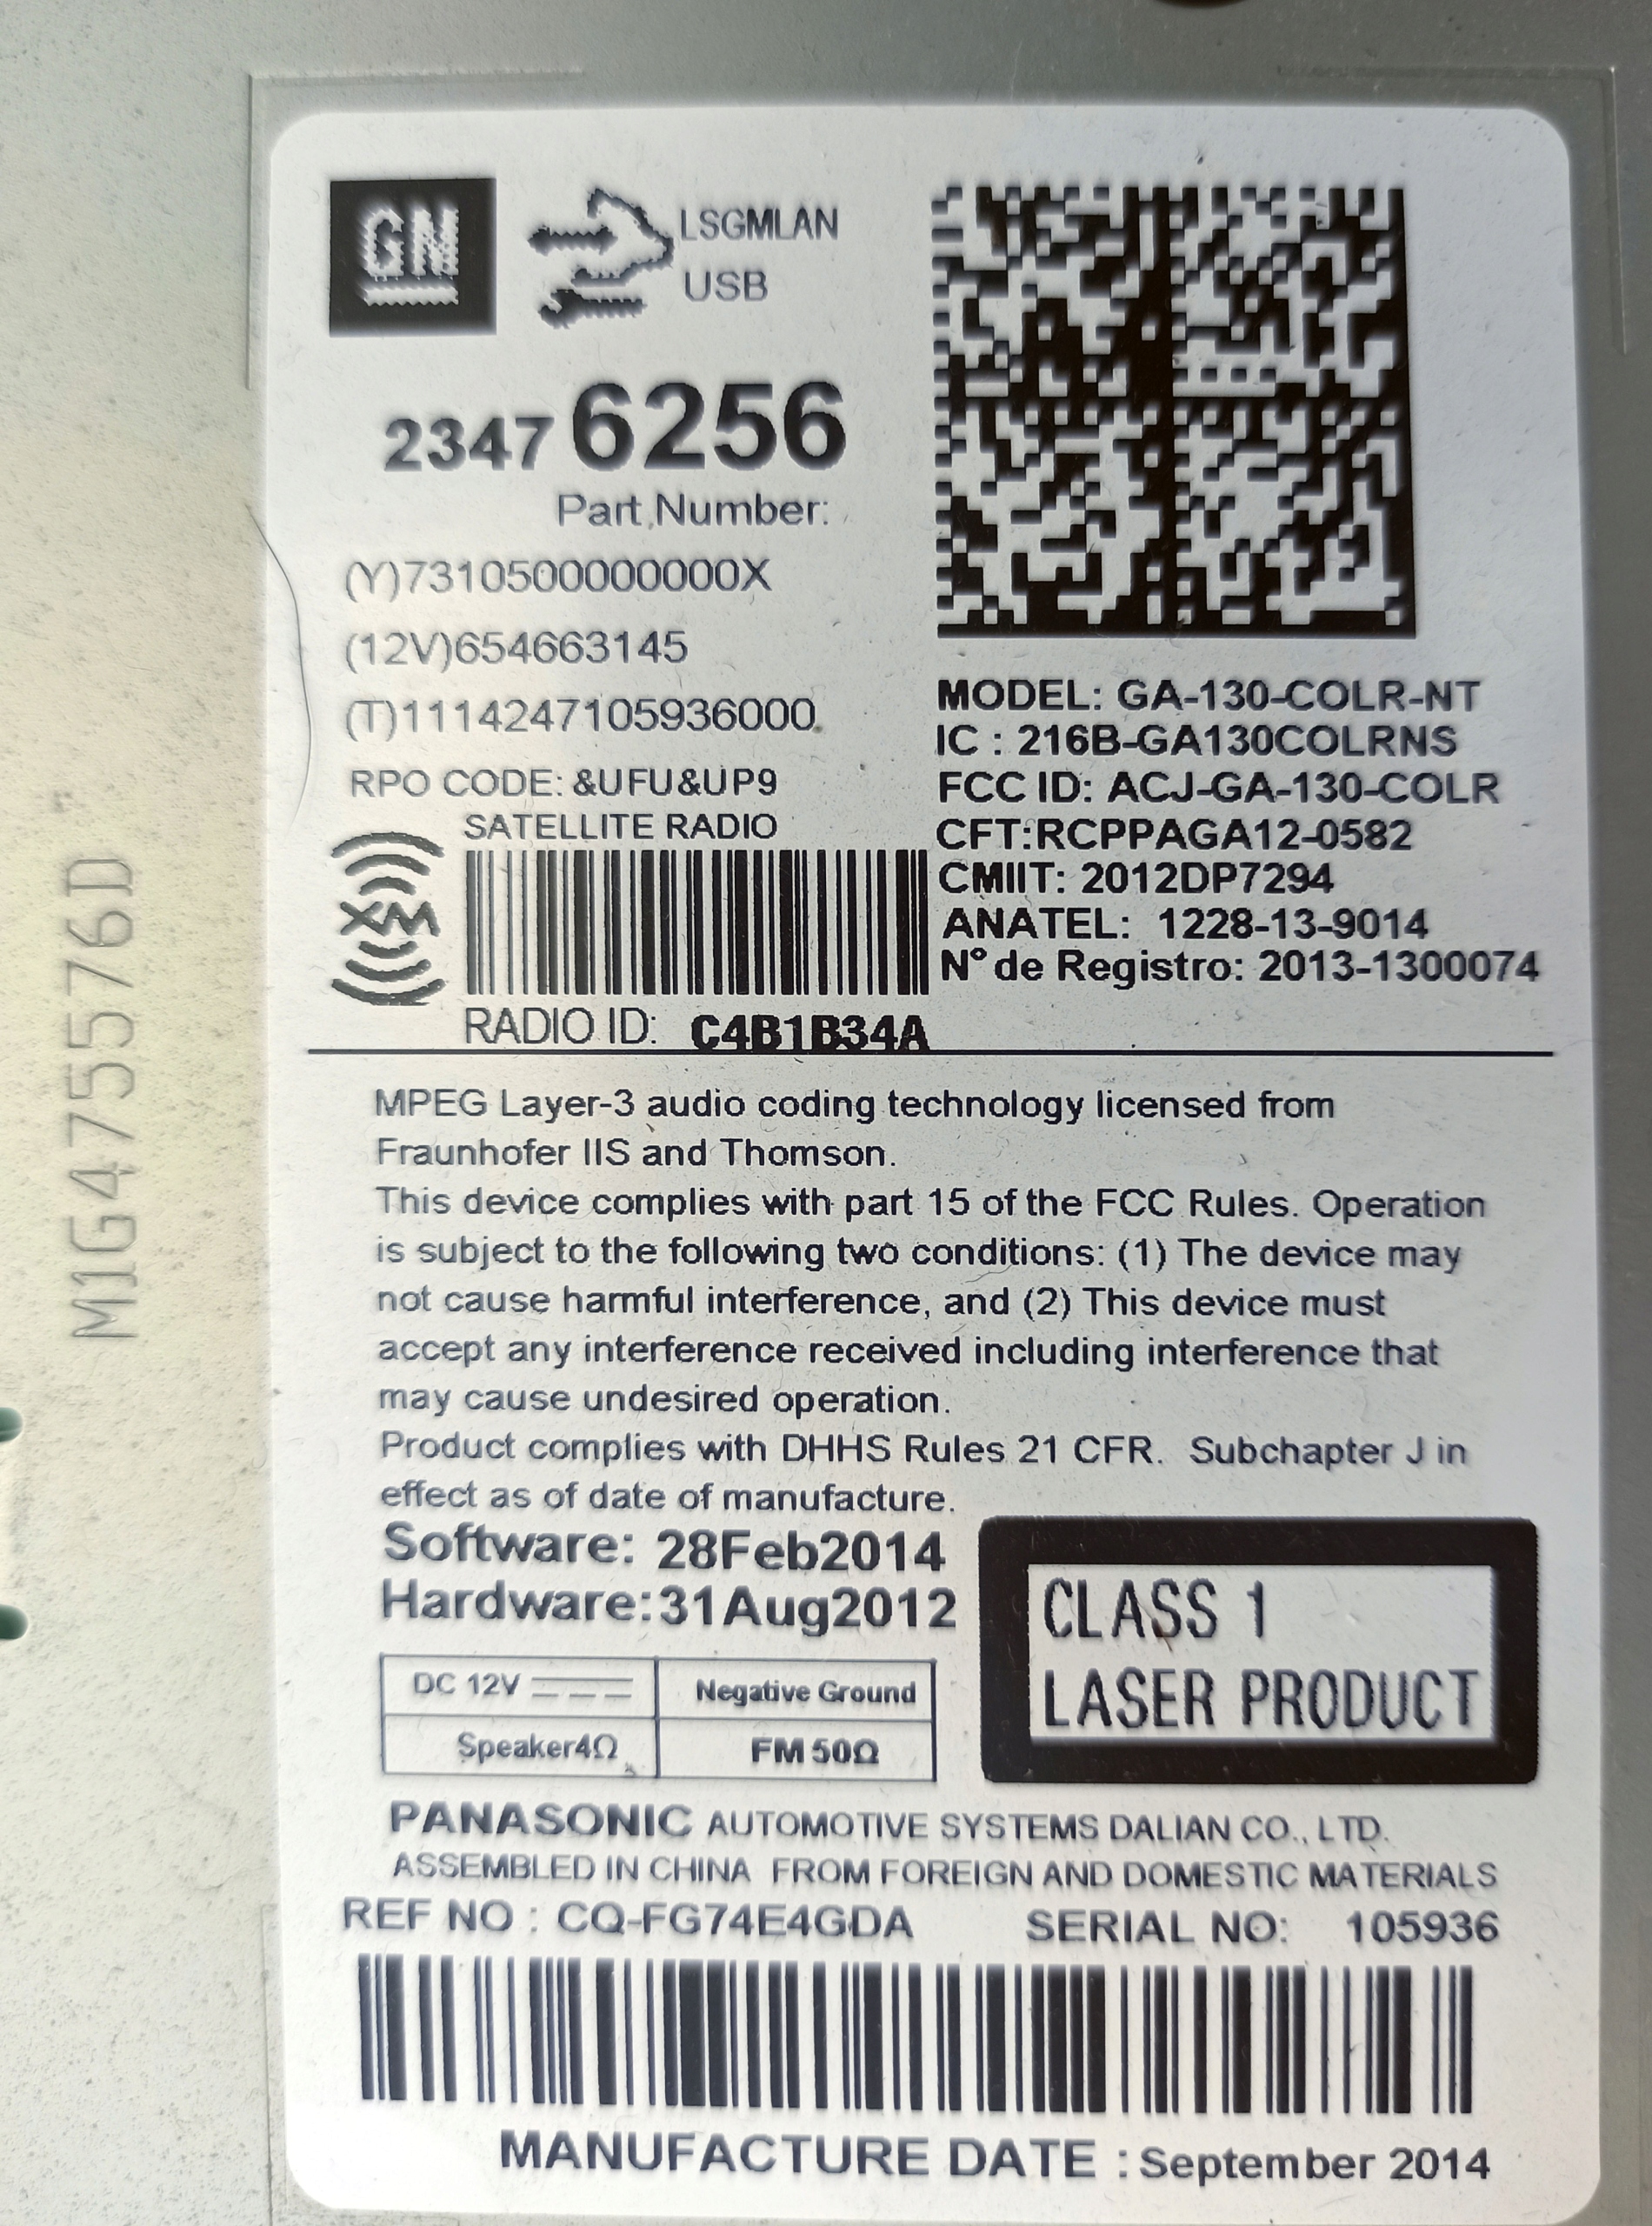 GM
LSGMLAN
USB
23476256
Part Number:
(Y)7310500000000X
(12V)654663145
(T)1114247105936000
RPO CODE: &UFU&UP9
SATELLITE RADIO
XM
RADIO ID: C4B1B34A
MODEL: GA-130-COLR-NT
IC : 216B-GA130COLRNS
FCC ID: ACJ-GA-130-COLR
CFT:RCPPAGA12-0582
CMIIT: 2012DP7294
ANATEL: 1228-13-9014
N° de Registro: 2013-1300074
MPEG Layer-3 audio coding technology licensed from
Fraunhofer IIS and Thomson.
This device complies with part 15 of the FCC Rules. Operation
is subject to the following two conditions: (1) The device may
not cause harmful interference, and (2) This device must
accept any interference received including interference that
may cause undesired operation.
Product complies with DHHS Rules 21 CFR. Subchapter J in
effect as of date of manufacture.
Software: 28Feb2014
Hardware:31Aug2012
DC 12V
Negative Ground
Speaker4Ω
FM 50Ω
CLASS 1
LASER PRODUCT
PANASONIC AUTOMOTIVE SYSTEMS DALIAN CO., LTD.
ASSEMBLED IN CHINA FROM FOREIGN AND DOMESTIC MATERIALS
REF NO : CQ-FG74E4GDA SERIAL NO: 105936
MANUFACTURE DATE : September 2014
M1G475576D